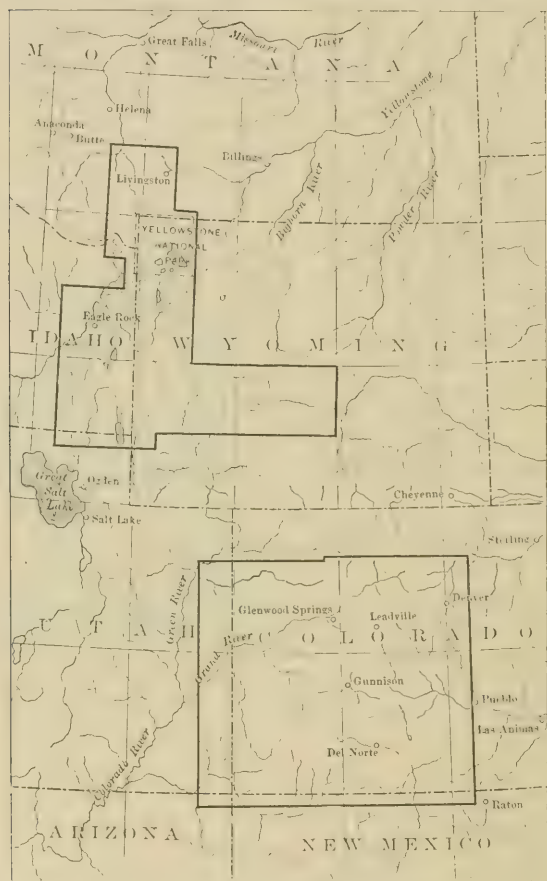 Great Falls
Missouri River
MONTANA
Helena
Yellowstone
Anaconda
Butte
Billings
Livingston
Bighorn River
Powder River
YELLOWSTONE
NATIONAL
PARK
Eagle Rock
IDAHO
WYOMING
Great
Salt
Lake
Ogden
Cheyenne
Salt Lake
Sterling
Green River
Denver
Glenwood Springs
Leadville
UTAH
Grand River
COLORADO
Gunnison
Pueblo
Las Animas
Del Norte
Colorado River
Raton
ARIZONA
NEW MEXICO